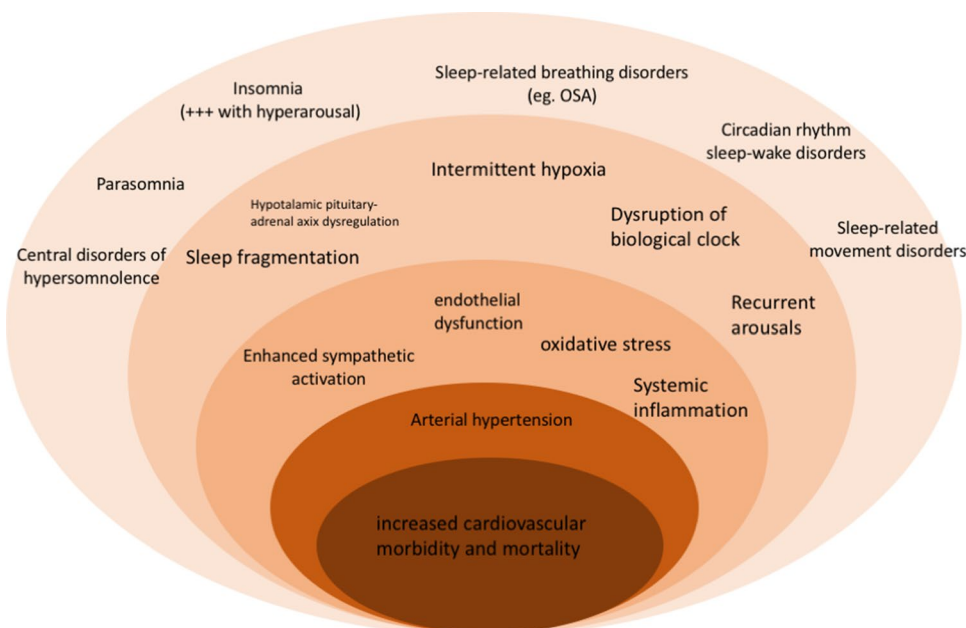 Insomnia
(+++ with hyperarousal)
Sleep-related breathing disorders
(eg. OSA)
Circadian rhythm
sleep-wake disorders
Parasomnia
Intermittent hypoxia
Hypotalamic pituitary-
adrenal axix dysregulation
Dysruption of
biological clock
Central disorders of
hypersomnolence
Sleep fragmentation
Sleep-related
movement disorders
endothelial
dysfunction
Recurrent
arousals
Enhanced sympathetic
activation
oxidative stress
Systemic
inflammation
Arterial hypertension
increased cardiovascular
morbidity and mortality